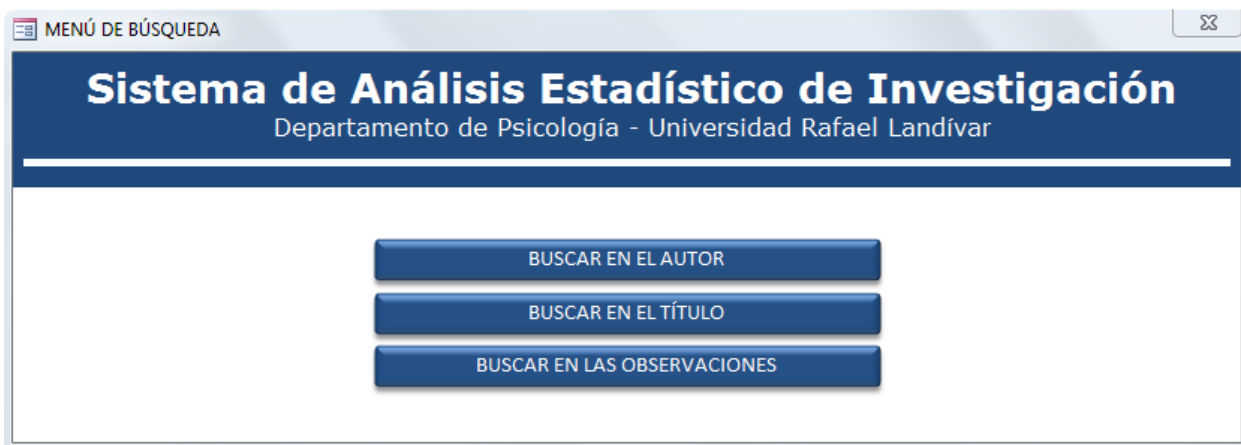 MENÚ DE BÚSQUEDA
Sistema de Análisis Estadístico de Investigación
Departamento de Psicología - Universidad Rafael Landívar
BUSCAR EN EL AUTOR
BUSCAR EN EL TÍTULO
BUSCAR EN LAS OBSERVACIONES